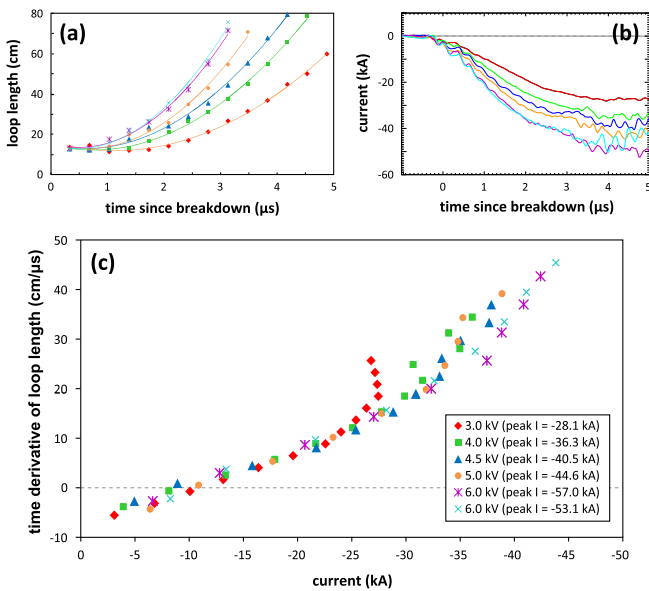 (a)
loop length (cm)
80
60
40
20
0
0 1 2 3 4 5
time since breakdown (µs)
(b)
current (kA)
0
-20
-40
-60
-1 0 1 2 3 4 5
time since breakdown (µs)
(c)
time derivative of loop length (cm/µs)
50
40
30
20
10
0
-10
0 -5 -10 -15 -20 -25 -30 -35 -40 -45 -50
current (kA)
3.0 kV (peak I = -28.1 kA)
4.0 kV (peak I = -36.3 kA)
4.5 kV (peak I = -40.5 kA)
5.0 kV (peak I = -44.6 kA)
6.0 kV (peak I = -57.0 kA)
6.0 kV (peak I = -53.1 kA)